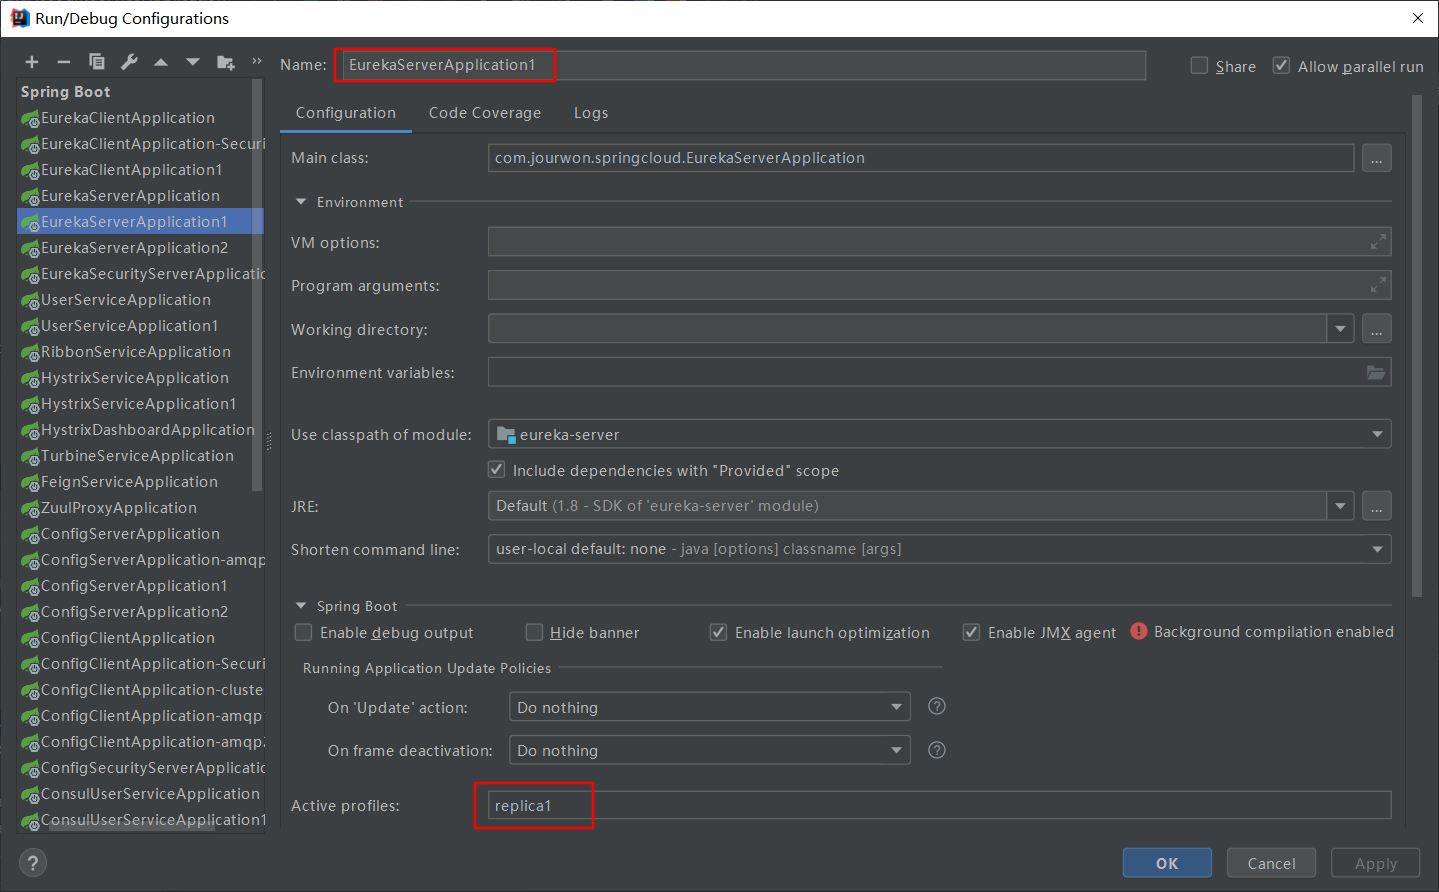 Run/Debug Configurations
Name: EurekaServerApplication1
Share
Allow parallel run
Spring Boot
EurekaClientApplication
EurekaClientApplication-Securi
EurekaClientApplication1
EurekaServerApplication
EurekaServerApplication1
EurekaServerApplication2
EurekaSecurityServerApplicatio
UserServiceApplication
UserServiceApplication1
RibbonServiceApplication
HystrixServiceApplication
HystrixServiceApplication1
HystrixDashboardApplication
TurbineServiceApplication
FeignServiceApplication
ZuulProxyApplication
ConfigServerApplication
ConfigServerApplication-amqp
ConfigServerApplication1
ConfigServerApplication2
ConfigClientApplication
ConfigClientApplication-Securi
ConfigClientApplication-cluste
ConfigClientApplication-amqp
ConfigClientApplication-amqp2
ConfigSecurityServerApplicatio
ConsulUserServiceApplication
ConsulUserServiceApplication1
Configuration Code Coverage Logs
Main class: com.jourwon.springcloud.EurekaServerApplication ...
Environment
VM options:
Program arguments:
Working directory: ...
Environment variables:
Use classpath of module: eureka-server
Include dependencies with "Provided" scope
JRE: Default (1.8 - SDK of 'eureka-server' module) ...
Shorten command line: user-local default: none - java [options] classname [args]
Spring Boot
Enable debug output Hide banner Enable launch optimization Enable JMX agent Background compilation enabled
Running Application Update Policies
On 'Update' action: Do nothing ?
On frame deactivation: Do nothing ?
Active profiles: replica1
? OK Cancel Apply